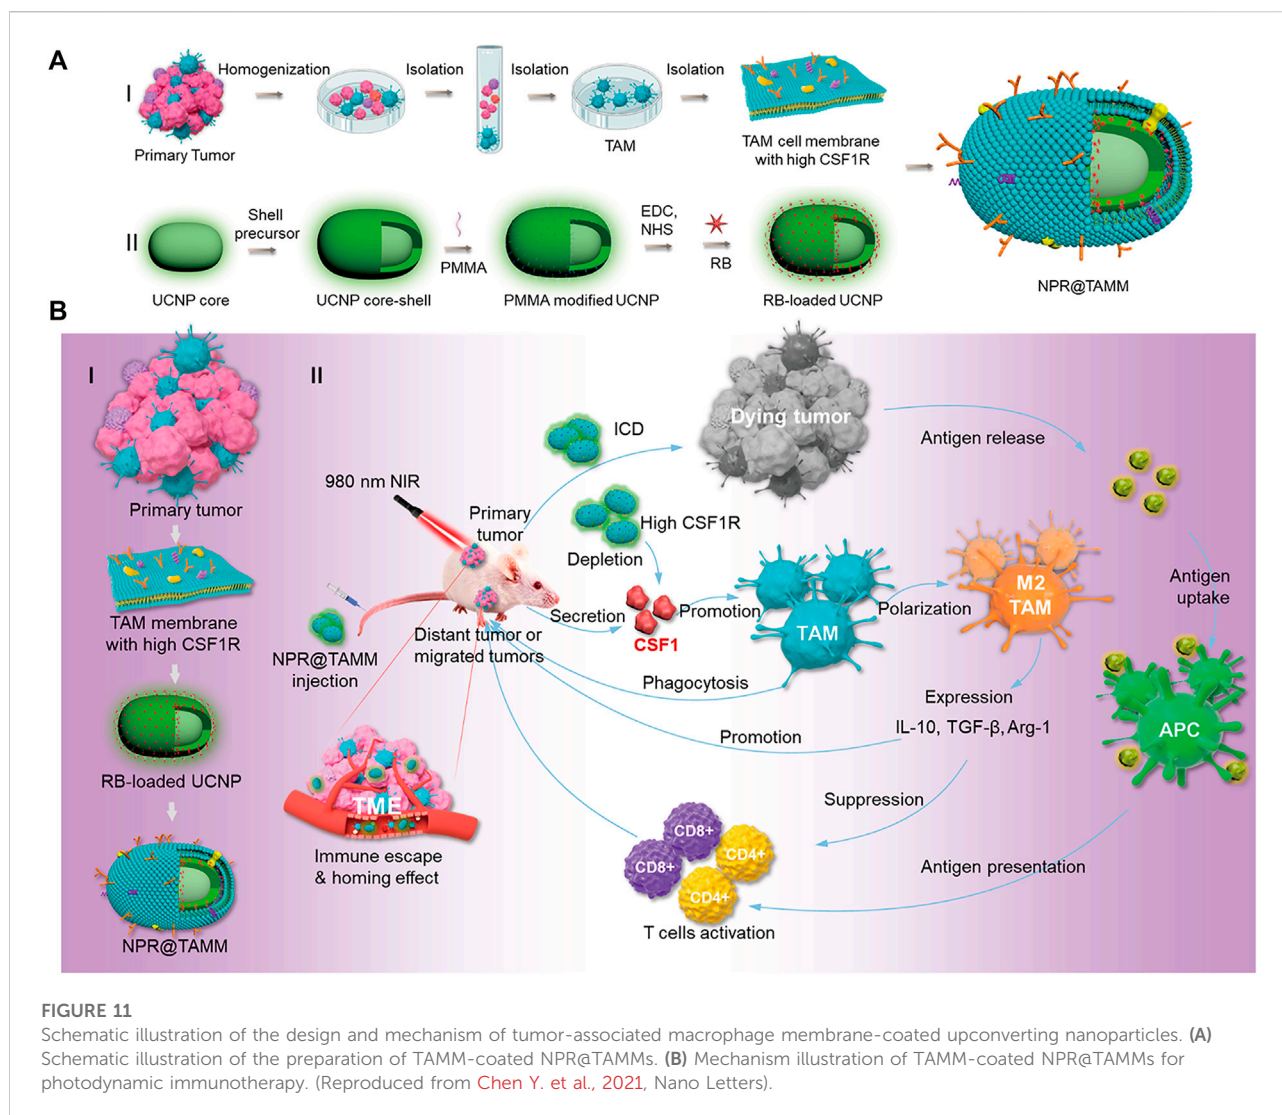 A
I
Homogenization
Isolation
Isolation
Isolation
Primary Tumor
TAM
TAM cell membrane
with high CSF1R
II
Shell
precursor
PMMA
EDC,
NHS
RB
UCNP core
UCNP core-shell
PMMA modified UCNP
RB-loaded UCNP
NPR@TAMM
B
I
Primary tumor
TAM membrane
with high CSF1R
RB-loaded UCNP
NPR@TAMM
II
980 nm NIR
Primary
tumor
ICD
Dying tumor
Antigen release
High CSF1R
Depletion
Secretion
CSF1
Promotion
TAM
Polarization
M2
TAM
Antigen
uptake
NPR@TAMM
injection
Distant tumor or
migrated tumors
Phagocytosis
Expression
IL-10, TGF-β, Arg-1
APC
Promotion
TME
Immune escape
& homing effect
Suppression
CD8+
CD8+
CD4+
CD4+
Antigen presentation
T cells activation
FIGURE 11
Schematic illustration of the design and mechanism of tumor-associated macrophage membrane-coated upconverting nanoparticles. (A)
Schematic illustration of the preparation of TAMM-coated NPR@TAMMs. (B) Mechanism illustration of TAMM-coated NPR@TAMMs for
photodynamic immunotherapy. (Reproduced from Chen Y. et al., 2021, Nano Letters).